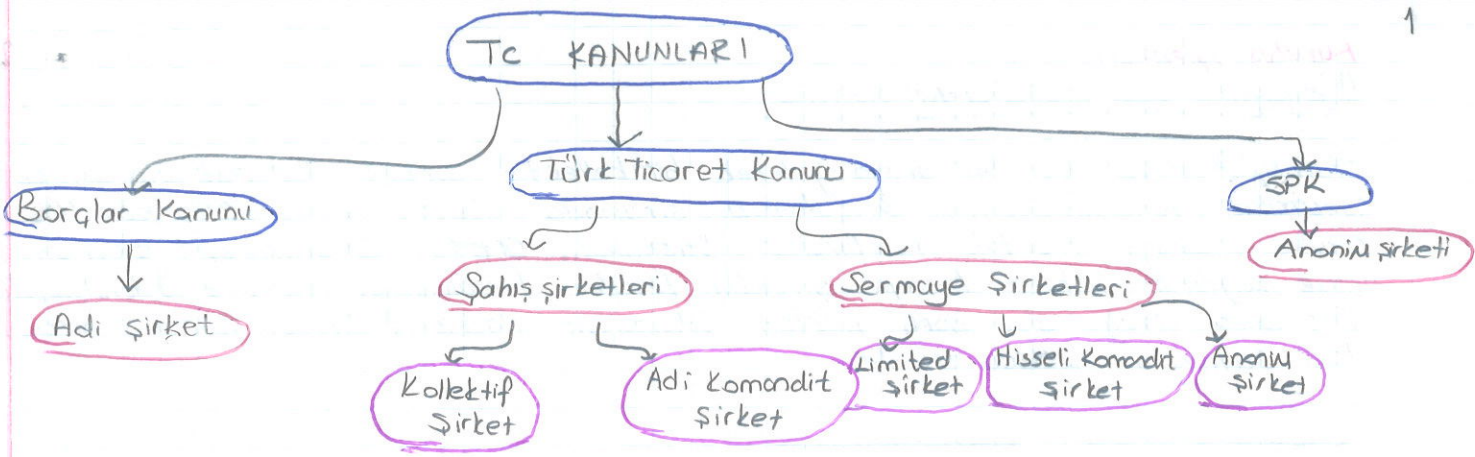 1
*
TC KANUNLARI
Borçlar Kanunu
Türk Ticaret Kanunu
SPK
Adi şirket
Şahış şirketleri
Sermaye Şirketleri
Anonim şirketi
Kollektif
Şirket
Adi Komandit
Şirket
Limited
Şirket
Hisseli Komandit
Şirket
Anonim
Şirket